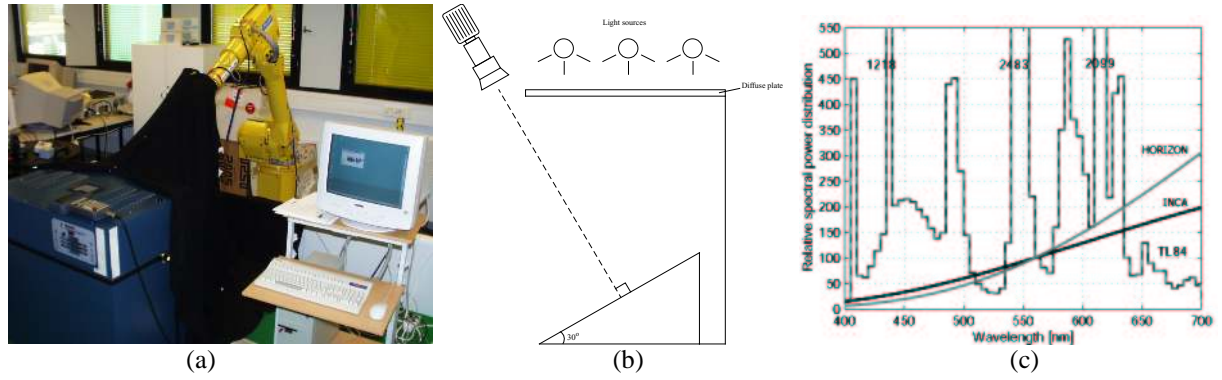 Light sources
Diffuse plate
30°
Relative spectral power distribution
550
500
450
400
350
300
250
200
150
100
50
0
1218
2483
2099
HORIZON
INCA
TL84
400
450
500
550
600
650
700
Wavelength [nm]
(a)
(b)
(c)